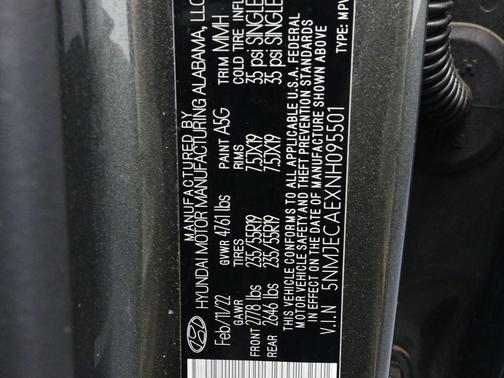 MANUFACTURED BY
HYUNDAI MOTOR MANUFACTURING ALABAMA, LLC
Feb/11/22 GVWR 4761 lbs PAINT A5G TRIM MMH
GAWR TIRES RIMS COLD TIRE INFL
FRONT 2778 lbs 235/55R19 7.5JX19 35 psi SINGLE
REAR 2646 lbs 235/55R19 7.5JX19 35 psi SINGLE
THIS VEHICLE CONFORMS TO ALL APPLICABLE U.S.A. FEDERAL
MOTOR VEHICLE SAFETY AND THEFT PREVENTION STANDARDS
IN EFFECT ON THE DATE OF MANUFACTURE SHOWN ABOVE.
V.I.N 5NMJECAEXNH095501 TYPE: MPV